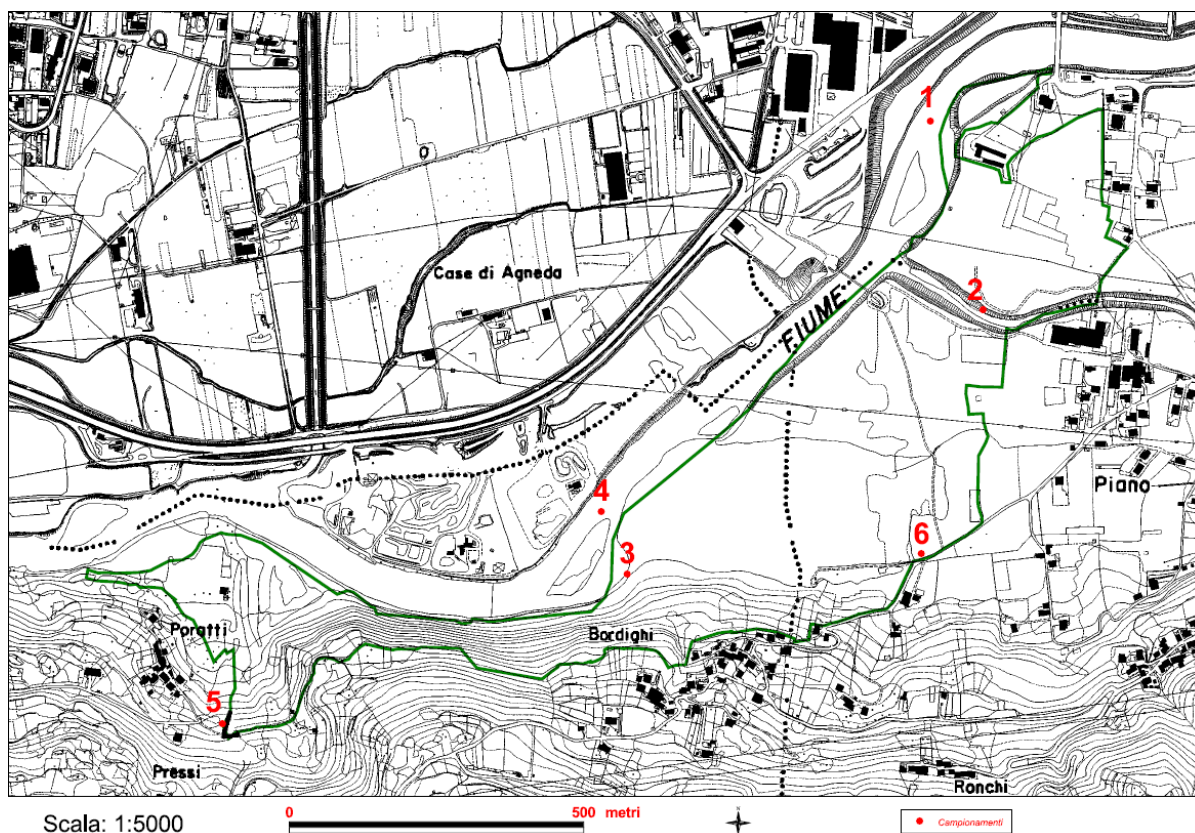 1
Case di Agneda
2
FIUME
Piano
4
6
3
Poratti
Bordighi
5
Pressi
Ronchi
0 500 metri
Scala: 1:5000
N
Campionamenti